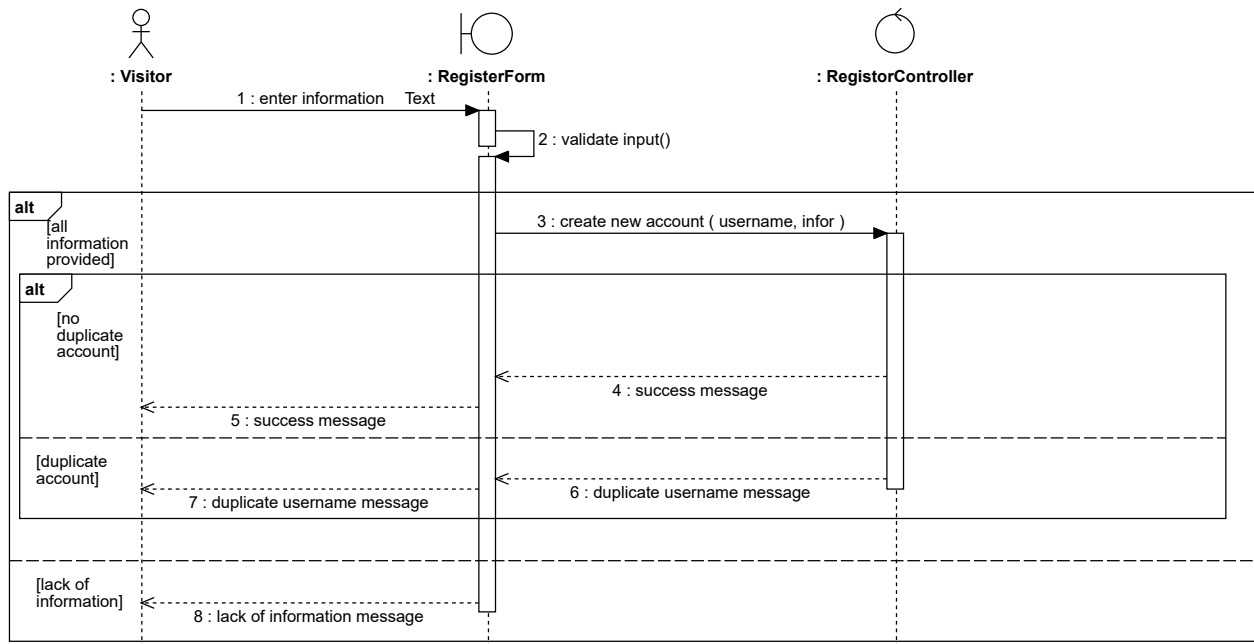 : Visitor
: RegisterForm
: RegistorController
1 : enter information
Text
2 : validate input()
alt
[all
information
provided]
3 : create new account ( username, infor )
alt
[no
duplicate
account]
4 : success message
5 : success message
[duplicate
account]
6 : duplicate username message
7 : duplicate username message
[lack of
information]
8 : lack of information message